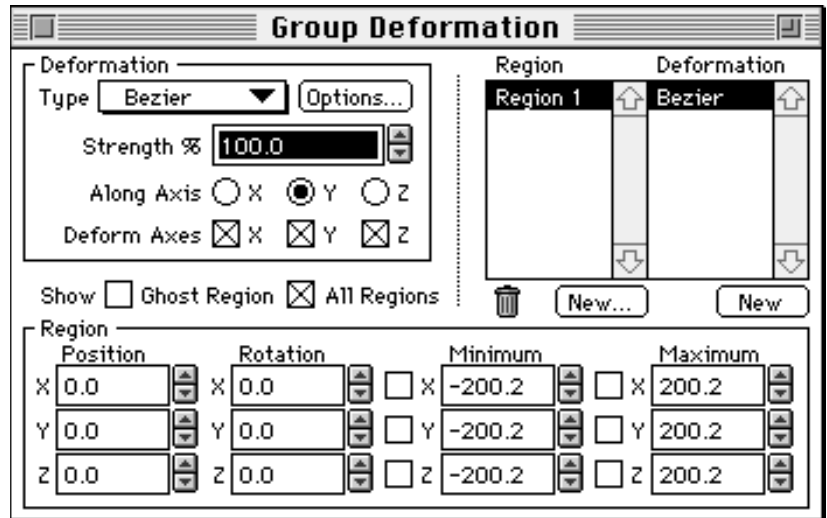 Group Deformation
Deformation
Type Bezier Options...
Strength % 100.0
Along Axis X Y Z
Deform Axes X Y Z
Show Ghost Region All Regions
Region Deformation
Region 1 Bezier
New... New
Region
Position Rotation Minimum Maximum
X 0.0 X 0.0 X -200.2 X 200.2
Y 0.0 Y 0.0 Y -200.2 Y 200.2
Z 0.0 Z 0.0 Z -200.2 Z 200.2